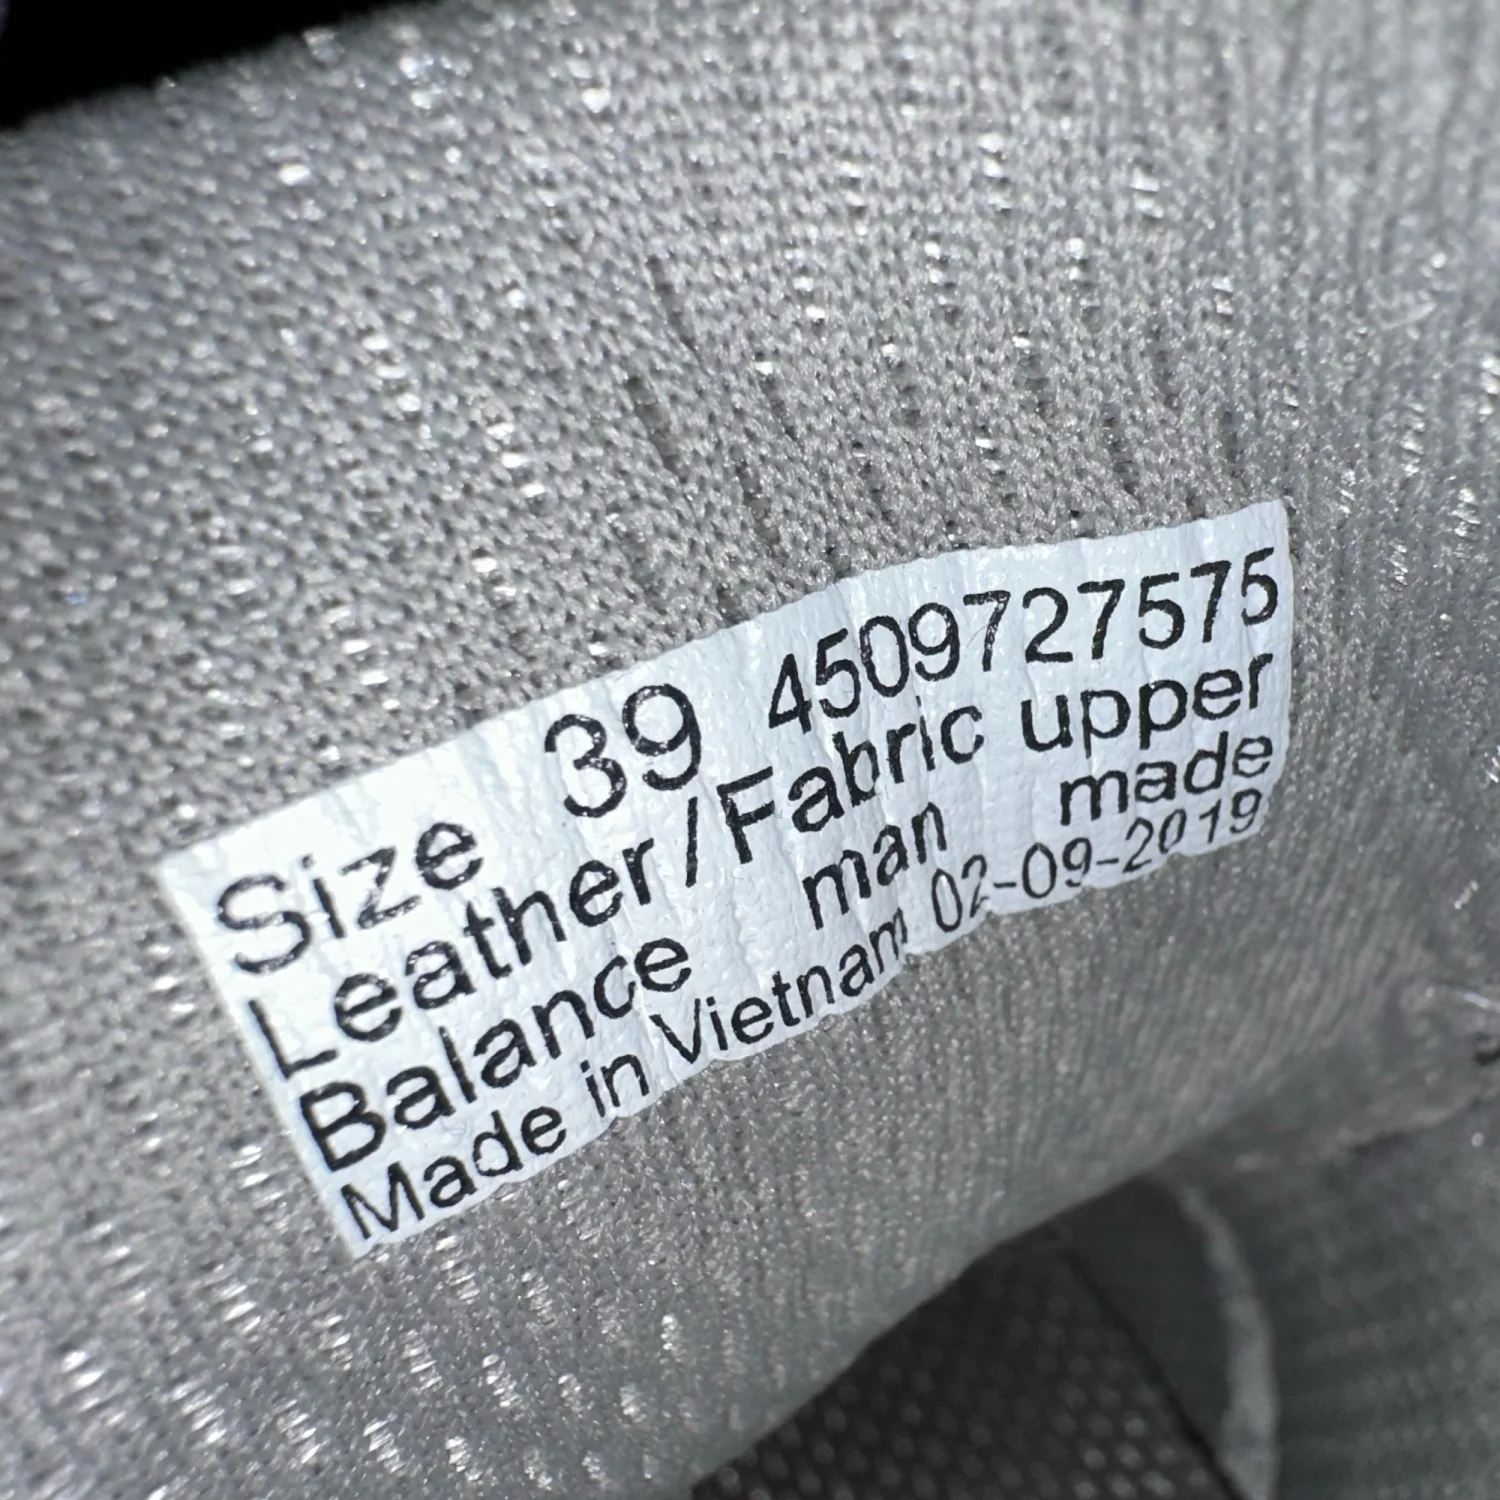 Size 39 4509727575
Leather/Fabric upper
Balance man made
Made in Vietnam 02-09-2019